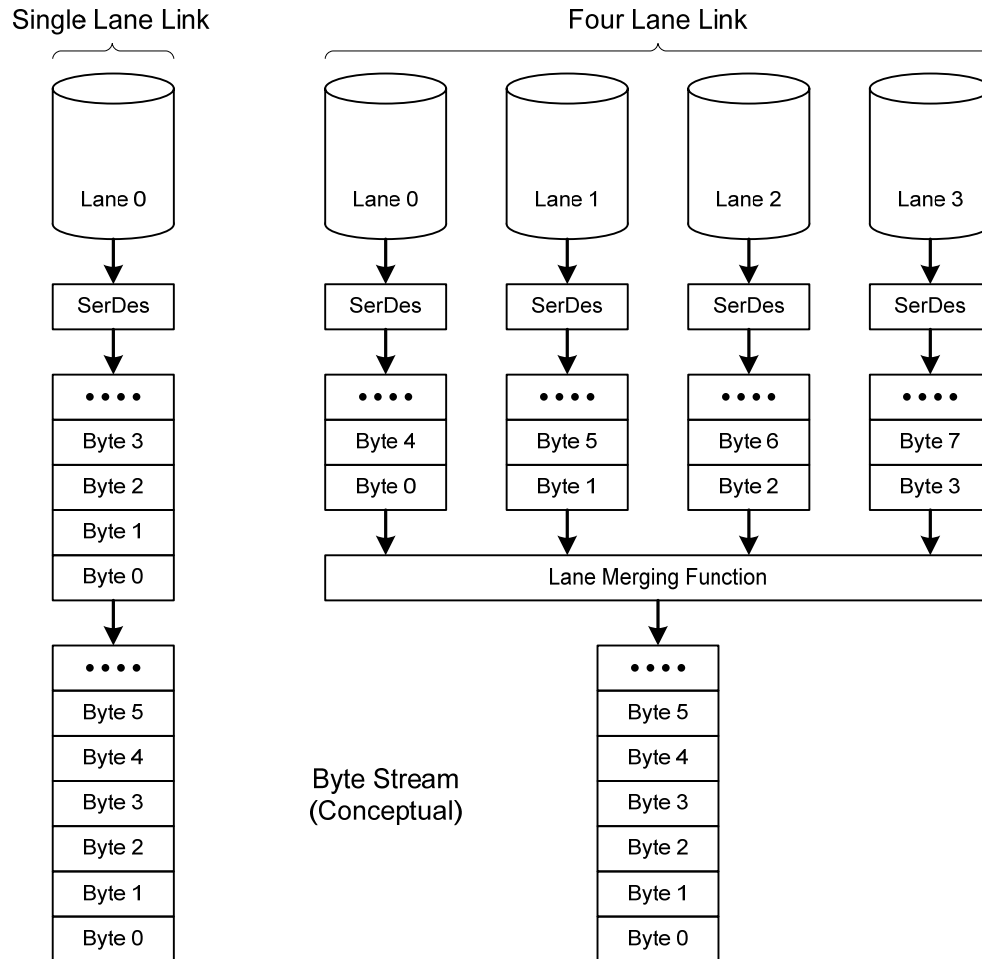 Single Lane Link
Four Lane Link
Lane 0
Lane 0
Lane 1
Lane 2
Lane 3
SerDes
SerDes
SerDes
SerDes
SerDes
••••
••••
••••
••••
••••
Byte 3
Byte 4
Byte 5
Byte 6
Byte 7
Byte 2
Byte 0
Byte 1
Byte 2
Byte 3
Byte 1
Byte 0
Lane Merging Function
••••
••••
Byte 5
Byte 5
Byte 4
Byte 4
Byte Stream
(Conceptual)
Byte 3
Byte 3
Byte 2
Byte 2
Byte 1
Byte 1
Byte 0
Byte 0